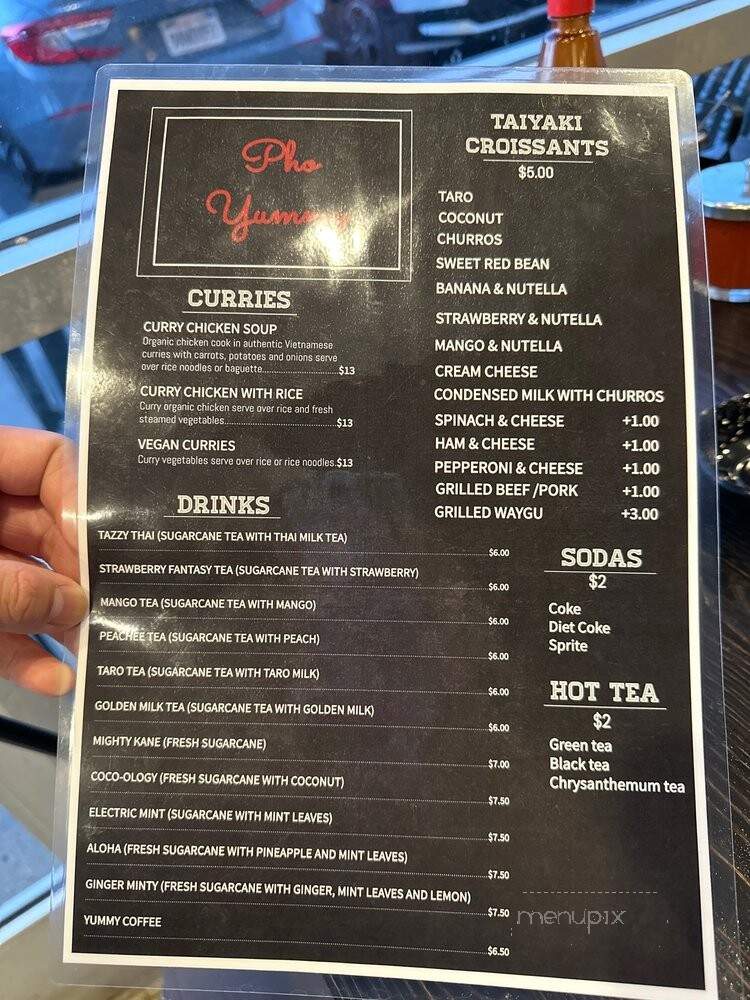 Pho
Yummy
CURRIES
CURRY CHICKEN SOUP
Organic chicken cook in authentic Vietnamese
curries with carrots, potatoes and onions serve
over rice noodles or baguette....................$13
CURRY CHICKEN WITH RICE
Curry organic chicken serve over rice and fresh
steamed vegetables..............................$13
VEGAN CURRIES
Curry vegetables serve over rice or rice noodles.$13
DRINKS
TAZZY THAI (SUGARCANE TEA WITH THAI MILK TEA)
$6.00
STRAWBERRY FANTASY TEA (SUGARCANE TEA WITH STRAWBERRY)
$6.00
MANGO TEA (SUGARCANE TEA WITH MANGO)
$6.00
PEACHEE TEA (SUGARCANE TEA WITH PEACH)
$6.00
TARO TEA (SUGARCANE TEA WITH TARO MILK)
$6.00
GOLDEN MILK TEA (SUGARCANE TEA WITH GOLDEN MILK)
$6.00
MIGHTY KANE (FRESH SUGARCANE)
$7.00
COCO-OLOGY (FRESH SUGARCANE WITH COCONUT)
$7.50
ELECTRIC MINT (SUGARCANE WITH MINT LEAVES)
$7.50
ALOHA (FRESH SUGARCANE WITH PINEAPPLE AND MINT LEAVES)
$7.50
GINGER MINTY (FRESH SUGARCANE WITH GINGER, MINT LEAVES AND LEMON)
$7.50
YUMMY COFFEE
$6.50
TAIYAKI
CROISSANTS
$5.00
TARO
COCONUT
CHURROS
SWEET RED BEAN
BANANA & NUTELLA
STRAWBERRY & NUTELLA
MANGO & NUTELLA
CREAM CHEESE
CONDENSED MILK WITH CHURROS
SPINACH & CHEESE +1.00
HAM & CHEESE +1.00
PEPPERONI & CHEESE +1.00
GRILLED BEEF /PORK +1.00
GRILLED WAYGU +3.00
SODAS
$2
Coke
Diet Coke
Sprite
HOT TEA
$2
Green tea
Black tea
Chrysanthemum tea
menupix